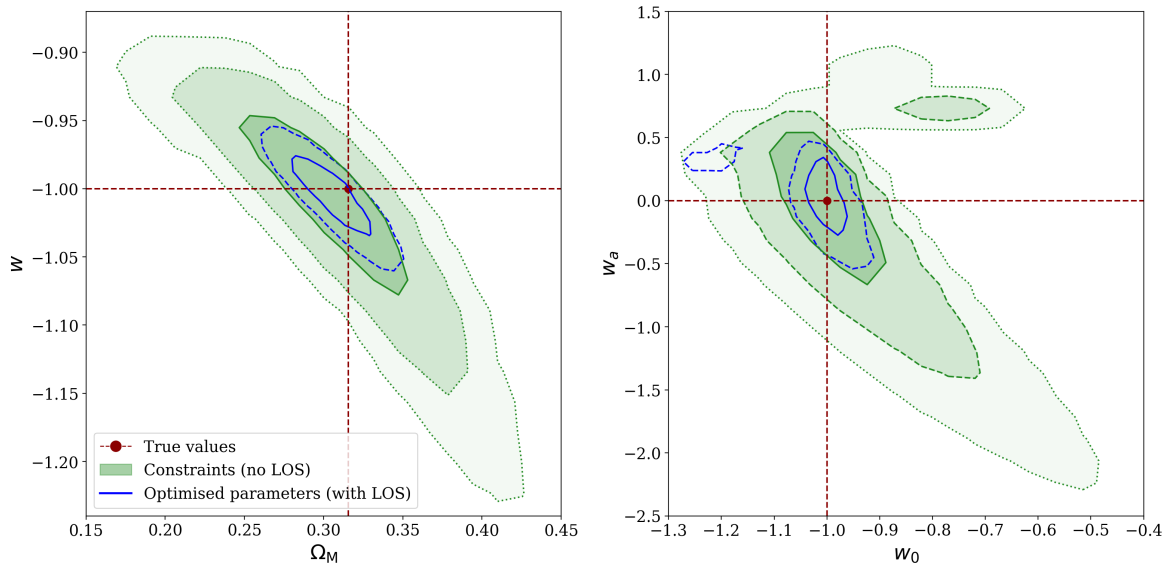 −0.90
−0.95
−1.00
−1.05
−1.10
−1.15
−1.20
w
0.15 0.20 0.25 0.30 0.35 0.40 0.45
Ω_M
True values
Constraints (no LOS)
Optimised parameters (with LOS)
1.5
1.0
0.5
0.0
−0.5
−1.0
−1.5
−2.0
−2.5
w_a
−1.3 −1.2 −1.1 −1.0 −0.9 −0.8 −0.7 −0.6 −0.5 −0.4
w_0